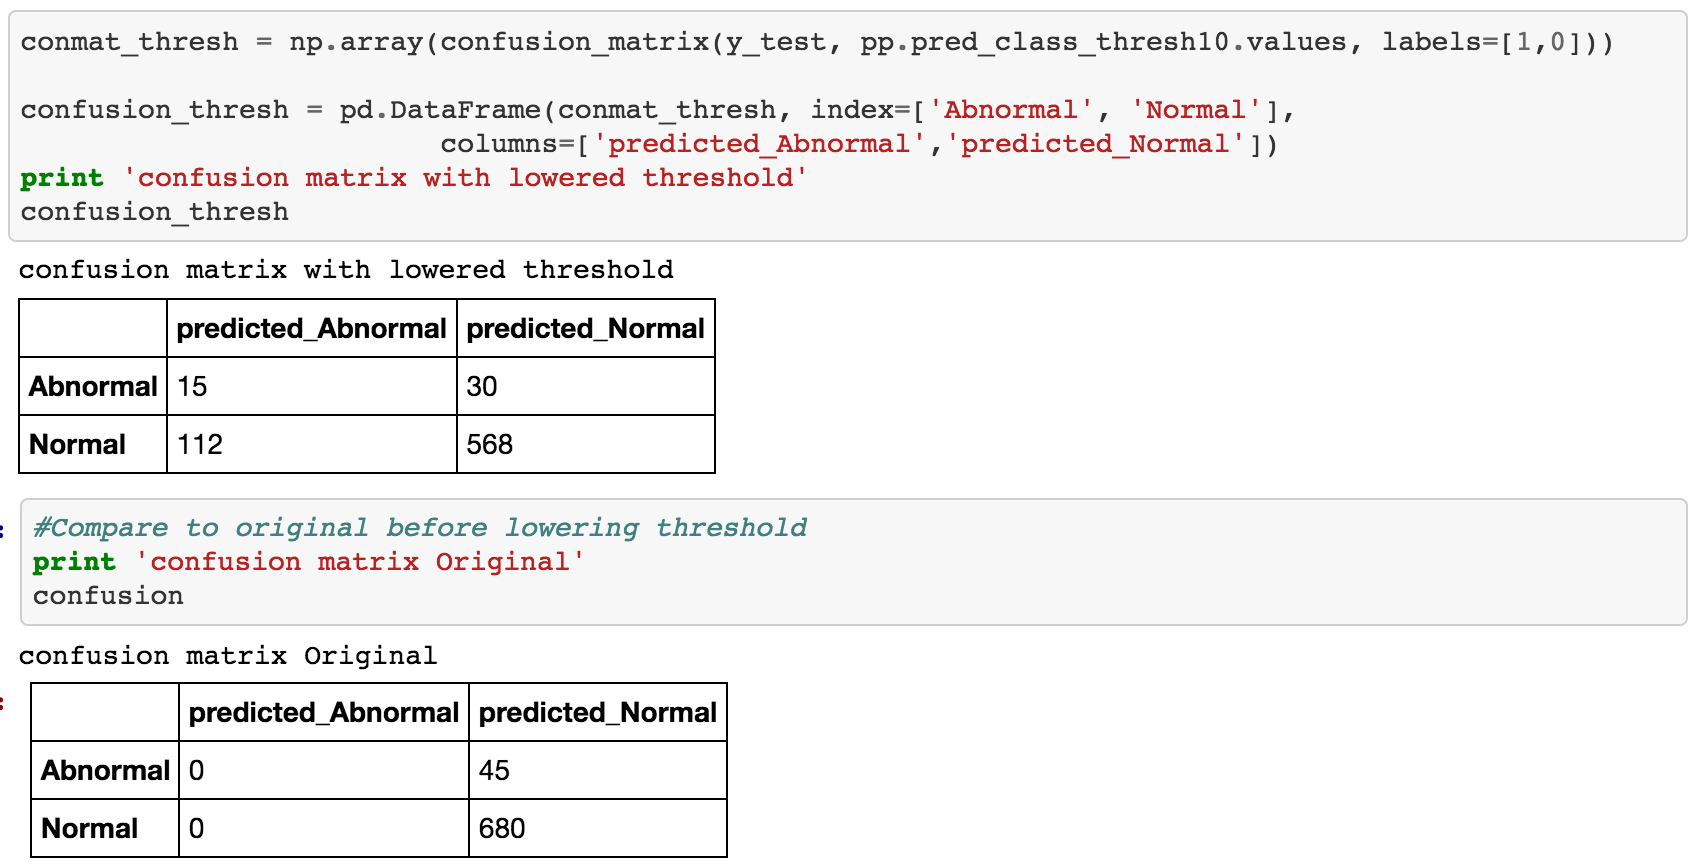 conmat_thresh = np.array(confusion_matrix(y_test, pp.pred_class_thresh10.values, labels=[1,0]))
confusion_thresh = pd.DataFrame(conmat_thresh, index=['Abnormal', 'Normal'],
columns=['predicted_Abnormal','predicted_Normal'])
print 'confusion matrix with lowered threshold'
confusion_thresh
confusion matrix with lowered threshold
predicted_Abnormal predicted_Normal
Abnormal 15 30
Normal 112 568
:
#Compare to original before lowering threshold
print 'confusion matrix Original'
confusion
confusion matrix Original
:
predicted_Abnormal predicted_Normal
Abnormal 0 45
Normal 0 680